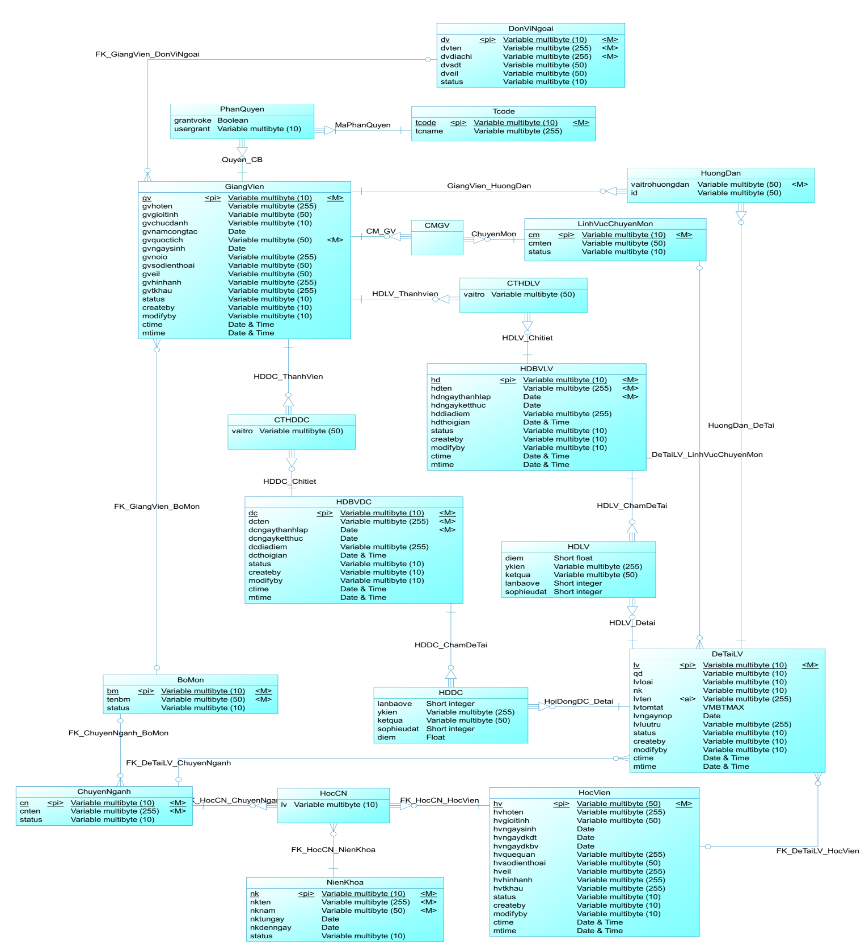 DonViNgoai
dv <pi> Variable multibyte (10) <M>
dvten Variable multibyte (255) <M>
dvdiachi Variable multibyte (255) <M>
dvsdt Variable multibyte (50)
dveil Variable multibyte (50)
status Variable multibyte (10)
FK_GiangVien_DonViNgoai
PhanQuyen
grantvoke Boolean
usergrant Variable multibyte (10)
MaPhanQuyen
Tcode
tcode <pi> Variable multibyte (10) <M>
tcname Variable multibyte (255)
Quyen_CB
GiangVien
gv <pi> Variable multibyte (10) <M>
gvhoten Variable multibyte (255)
gvgioitinh Variable multibyte (50)
gvchucdanh Variable multibyte (10)
gvnamcongtac Date
gvquoctich Variable multibyte (50) <M>
gvngaysinh Date
gvnoio Variable multibyte (255)
gvsodienthoai Variable multibyte (50)
gveil Variable multibyte (50)
gvhinhanh Variable multibyte (255)
gvtkhau Variable multibyte (255)
status Variable multibyte (10)
createby Variable multibyte (10)
modifyby Variable multibyte (10)
ctime Date & Time
mtime Date & Time
GiangVien_HuongDan
HuongDan
vaitrohuongdan Variable multibyte (50) <M>
id Variable multibyte (50)
CM_GV
CMGV
ChuyenMon
LinhVucChuyenMon
cm <pi> Variable multibyte (10) <M>
cmten Variable multibyte (50)
status Variable multibyte (10)
HDLV_Thanhvien
CTHDLV
vaitro Variable multibyte (50)
HDLV_Chitiet
HDBVLV
hd <pi> Variable multibyte (10) <M>
hdten Variable multibyte (255) <M>
hdngaythanhlap Date <M>
hdngayketthuc Date
hddiadiem Variable multibyte (255)
hdthoigian Date & Time
status Variable multibyte (10)
createby Variable multibyte (10)
modifyby Variable multibyte (10)
ctime Date & Time
mtime Date & Time
HDDC_ThanhVien
CTHDDC
vaitro Variable multibyte (50)
HuongDan_DeTai
DeTaiLV_LinhVucChuyenMon
HDDC_Chitiet
FK_GiangVien_BoMon
HDBVDC
dc <pi> Variable multibyte (10) <M>
dcten Variable multibyte (255) <M>
dcngaythanhlap Date <M>
dcngayketthuc Date
dcdiadiem Variable multibyte (255)
dcthoigian Date & Time
status Variable multibyte (10)
createby Variable multibyte (10)
modifyby Variable multibyte (10)
ctime Date & Time
mtime Date & Time
HDLV_ChamDeTai
HDLV
diem Short float
ykien Variable multibyte (255)
ketqua Variable multibyte (50)
lanbaove Short integer
sophieudat Short integer
HDLV_Detai
HDDC_ChamDeTai
DeTaiLV
lv <pi> Variable multibyte (10) <M>
qd Variable multibyte (10)
lvloai Variable multibyte (10)
nk Variable multibyte (10)
lvten <ai> Variable multibyte (255)
lvtomtat VMBTMAX
lvngaynop Date
lvluutru Variable multibyte (255)
status Variable multibyte (10)
createby Variable multibyte (10)
modifyby Variable multibyte (10)
ctime Date & Time
mtime Date & Time
BoMon
bm <pi> Variable multibyte (10) <M>
tenbm Variable multibyte (50) <M>
status Variable multibyte (10)
HDDC
lanbaove Short integer
ykien Variable multibyte (255)
ketqua Variable multibyte (50)
sophieudat Short integer
diem Float
HoiDongDC_Detai
FK_ChuyenNganh_BoMon
FK_DeTaiLV_ChuyenNganh
ChuyenNganh
cn <pi> Variable multibyte (10) <M>
cnten Variable multibyte (255) <M>
status Variable multibyte (10)
K_HocCN_ChuyenNgan
HocCN
lv Variable multibyte (10)
FK_HocCN_HocVien
HocVien
hv <pi> Variable multibyte (50) <M>
hvhoten Variable multibyte (255)
hvgioitinh Variable multibyte (50)
hvngaysinh Date
hvngaydkdt Date
hvngaydkbv Date
hvquequan Variable multibyte (255)
hvsodienthoai Variable multibyte (50)
hveil Variable multibyte (255)
hvhinhanh Variable multibyte (255)
hvtkhau Variable multibyte (255)
status Variable multibyte (10)
createby Variable multibyte (10)
modifyby Variable multibyte (10)
ctime Date & Time
mtime Date & Time
FK_DeTaiLV_HocVien
FK_HocCN_NienKhoa
NienKhoa
nk <pi> Variable multibyte (10) <M>
nkten Variable multibyte (255) <M>
nknam Variable multibyte (50) <M>
nktungay Date
nkdenngay Date
status Variable multibyte (10)